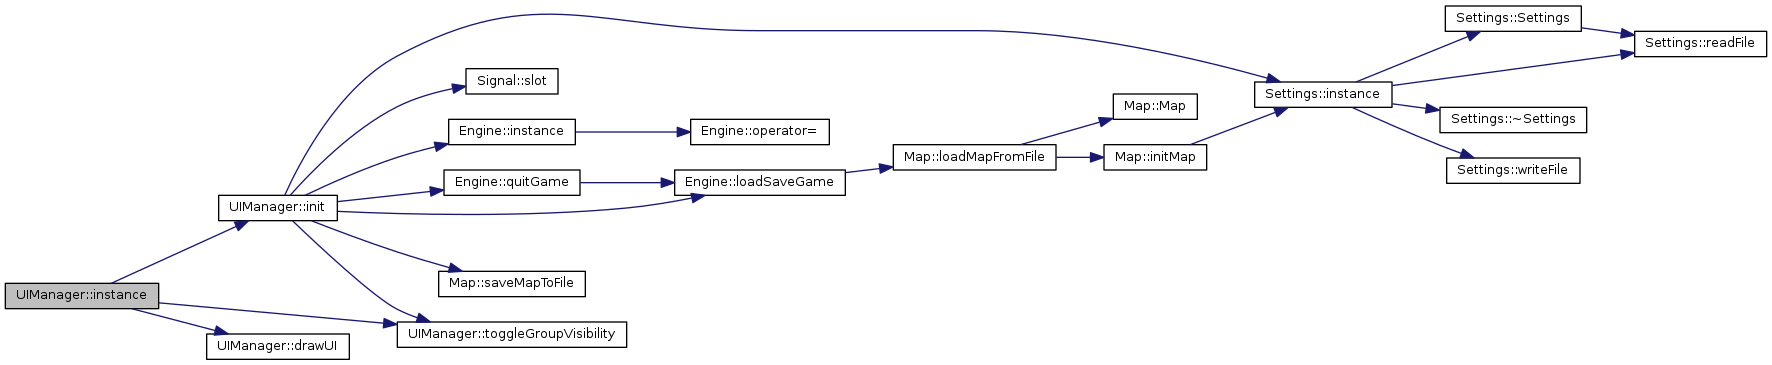 Settings::Settings
Settings::readFile
Signal::slot
Settings::instance
Map::Map
Settings::~Settings
Engine::instance
Engine::operator=
Map::loadMapFromFile
Map::initMap
Settings::writeFile
Engine::quitGame
Engine::loadSaveGame
UIManager::init
Map::saveMapToFile
UIManager::instance
UIManager::toggleGroupVisibility
UIManager::drawUI